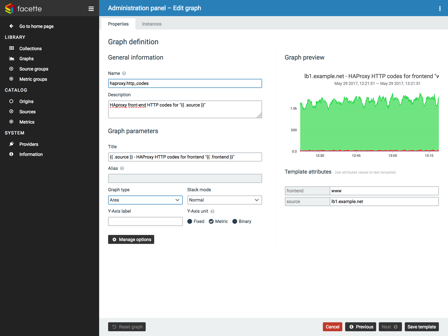 facette
Administration panel – Edit graph
Go to home page
Properties
Instances
LIBRARY
Collections
Graphs
Source groups
Metric groups
CATALOG
Origins
Sources
Metrics
SYSTEM
Providers
Information
Graph definition
General information
Name
haproxy.http_codes
Description
HAproxy front-end HTTP codes for "{{ .source }}"
Graph parameters
Title
{{ .source }} - HAProxy HTTP codes for frontend "{{ .frontend }}"
Alias
Graph type
Stack mode
Area
Normal
Y-Axis label
Y-Axis unit
Fixed
Metric
Binary
Manage options
Graph preview
lb1.example.net - HAProxy HTTP codes for frontend "w
May 29 2017, 12:21:51 - May 29 2017, 13:21:51
1.0k
500
0.0
12:30
12:45
13:00
13:15
Template attributes
frontend
www
source
lb1.example.net
Reset graph
Cancel
Previous
Next
Save template